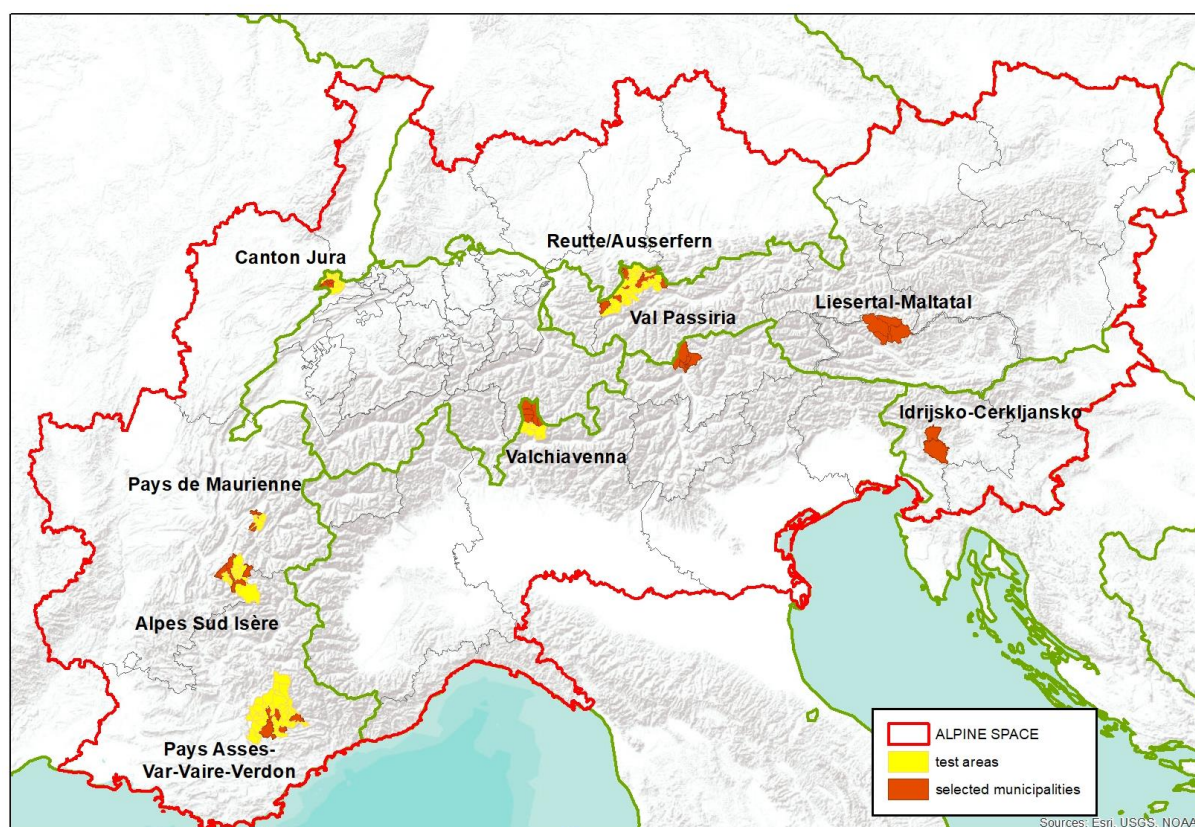 Canton Jura
Reutte/Ausserfern
Val Passiria
Liesertal-Maltatal
Idrijsko-Cerkljansko
Valchiavenna
Pays de Maurienne
Alpes Sud Isère
Pays Asses-
Var-Vaire-Verdon
ALPINE SPACE
test areas
selected municipalities
Sources: Esri, USGS, NOAA